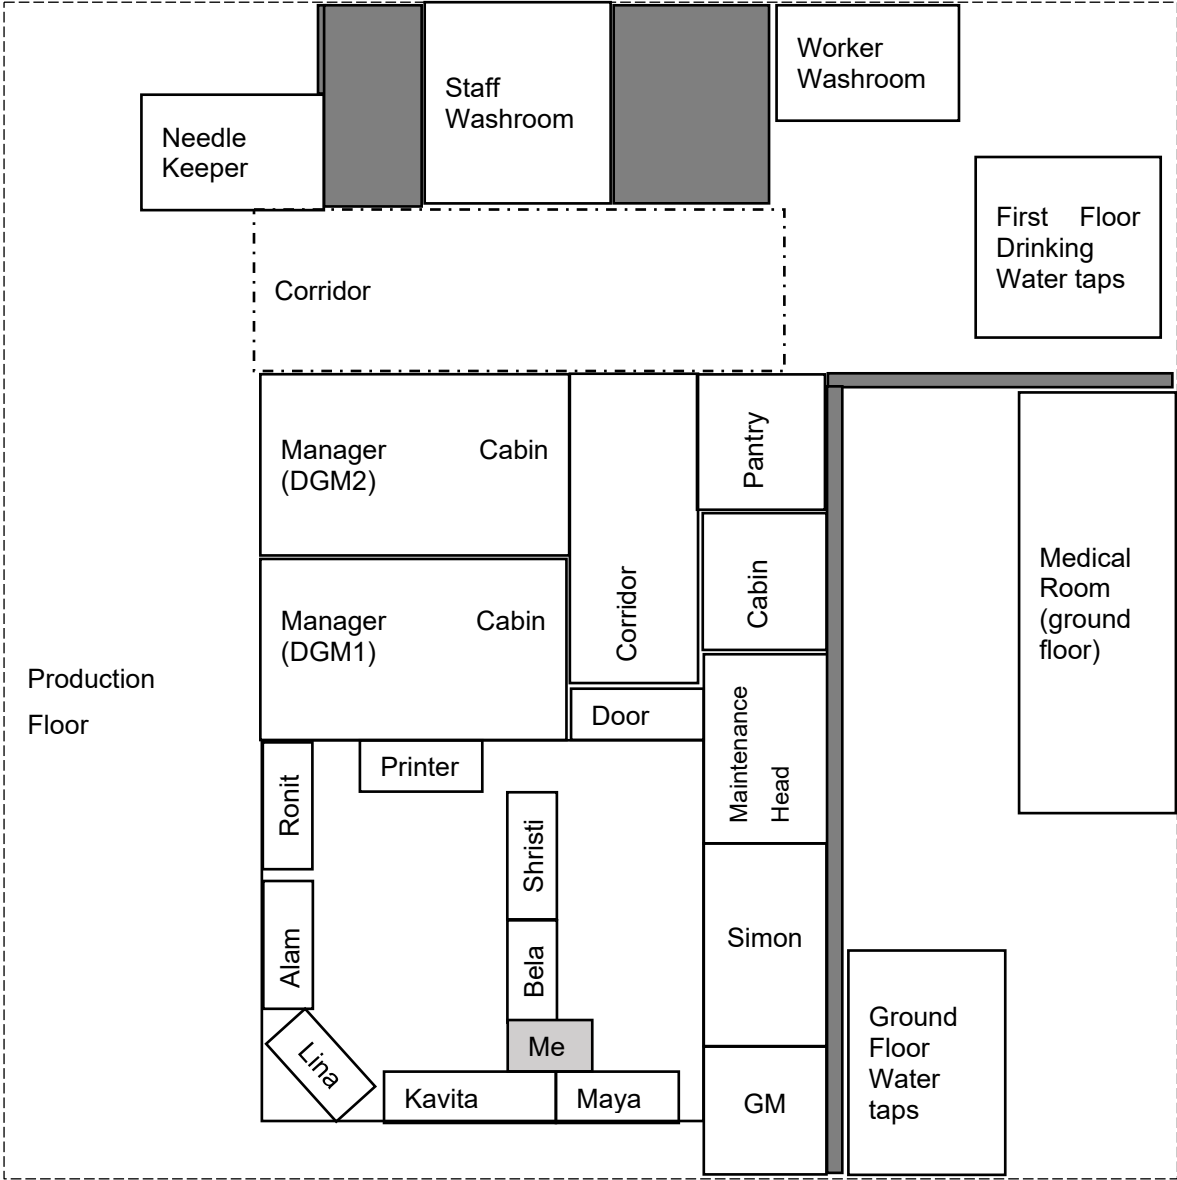 Worker
Washroom
Staff
Washroom
Needle
Keeper
First Floor
Drinking
Water taps
Corridor
Manager Cabin
(DGM2)
Pantry
Corridor
Cabin
Medical
Room
(ground
floor)
Manager Cabin
(DGM1)
Production
Floor
Door
Maintenance
Head
Printer
Ronit
Shristi
Alam
Bela
Simon
Lina
Me
Kavita
Maya
GM
Ground
Floor
Water
taps